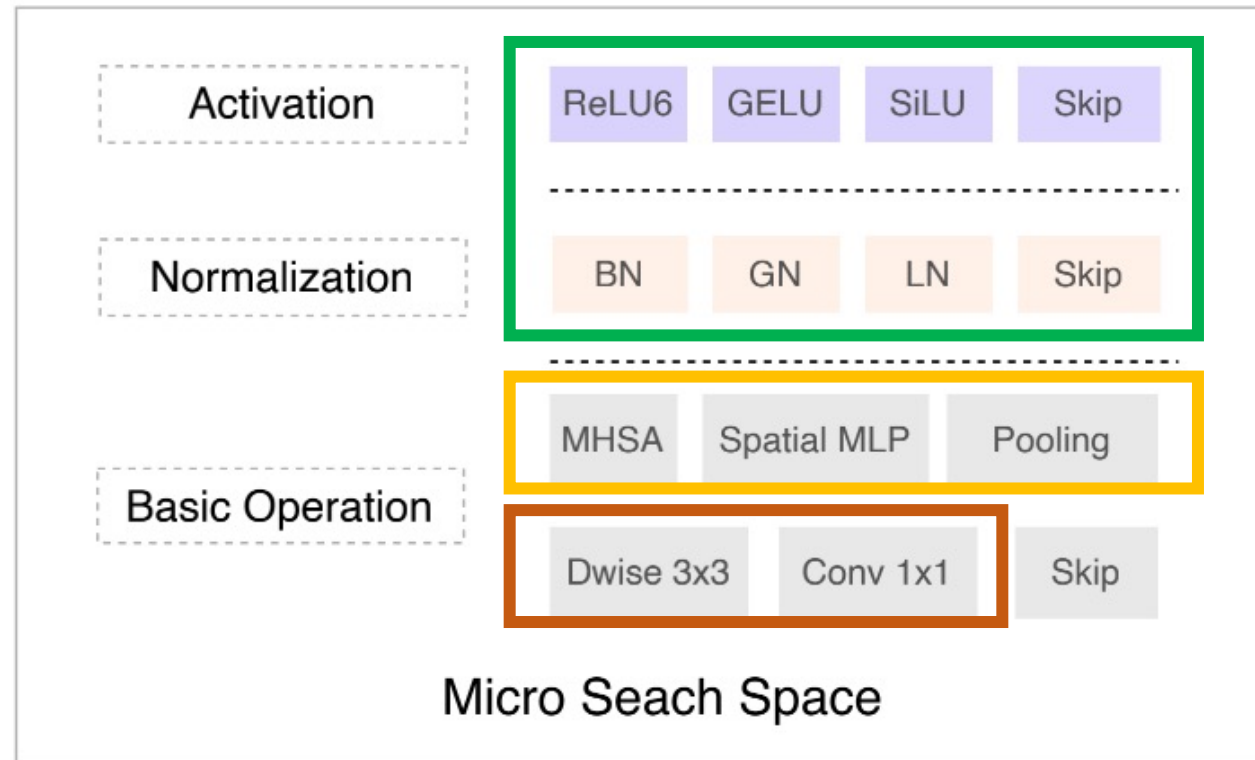 Activation ReLU6 GELU SiLU Skip
Normalization BN GN LN Skip
MHSA Spatial MLP Pooling
Basic Operation
Dwise 3x3 Conv 1x1 Skip
Micro Seach Space